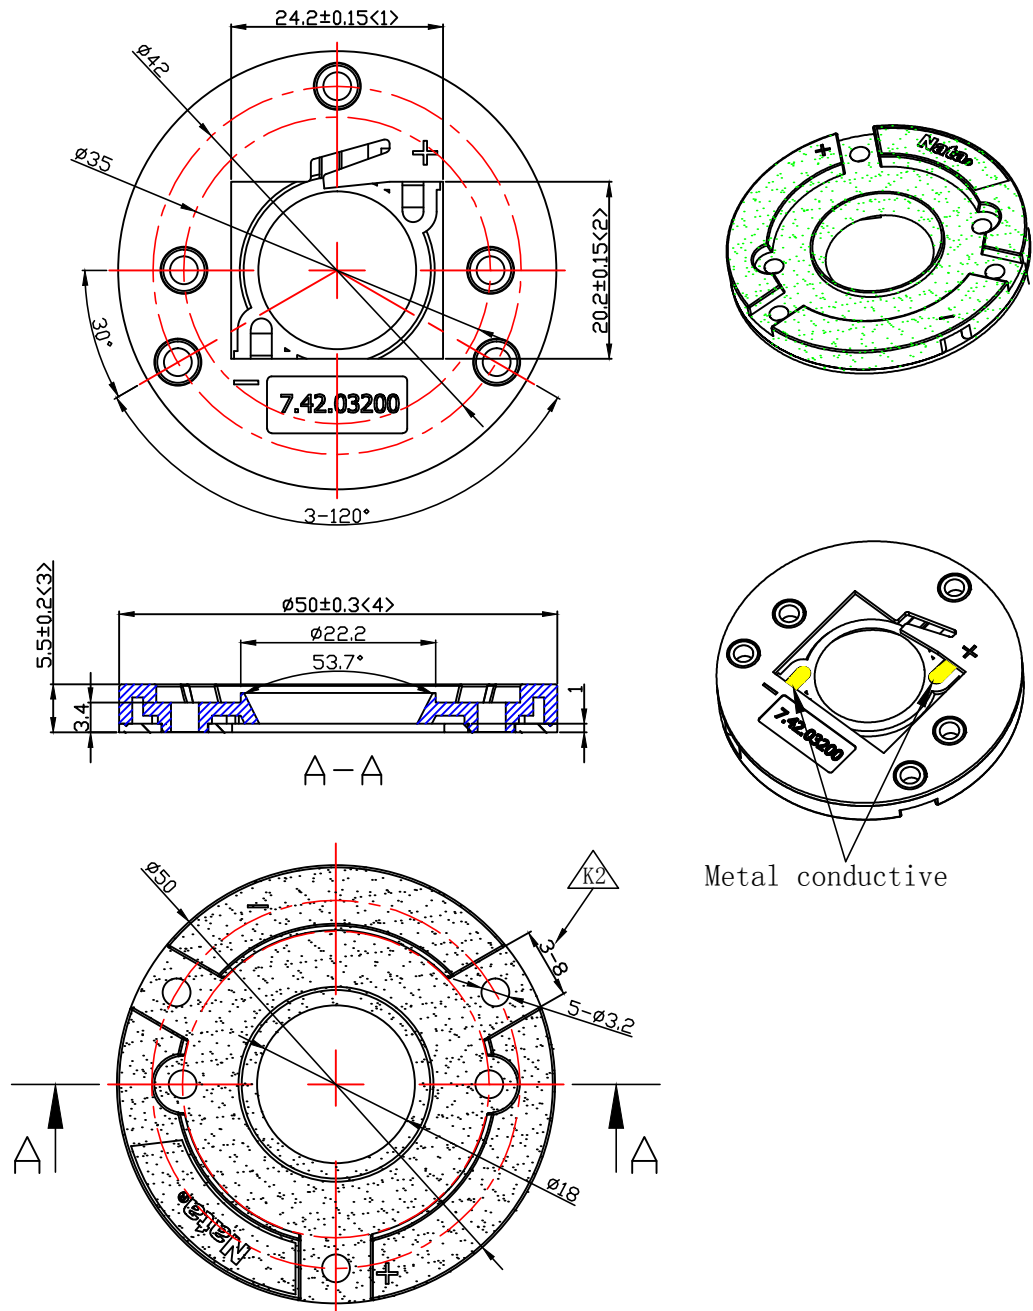 24.2±0.15<1>
ø42
ø35
+
20.2±0.15<2>
30°
−
7.42.03200
3-120°
+
Nata®
−
5.5±0.2<3>
ø50±0.3<4>
ø22.2
53.7°
3.4
1
A-A
+
−
7.42.03200
Metal conductive
ø50
−
K2
3-8
5-ø3.2
A
A
ø18
Nata®
+